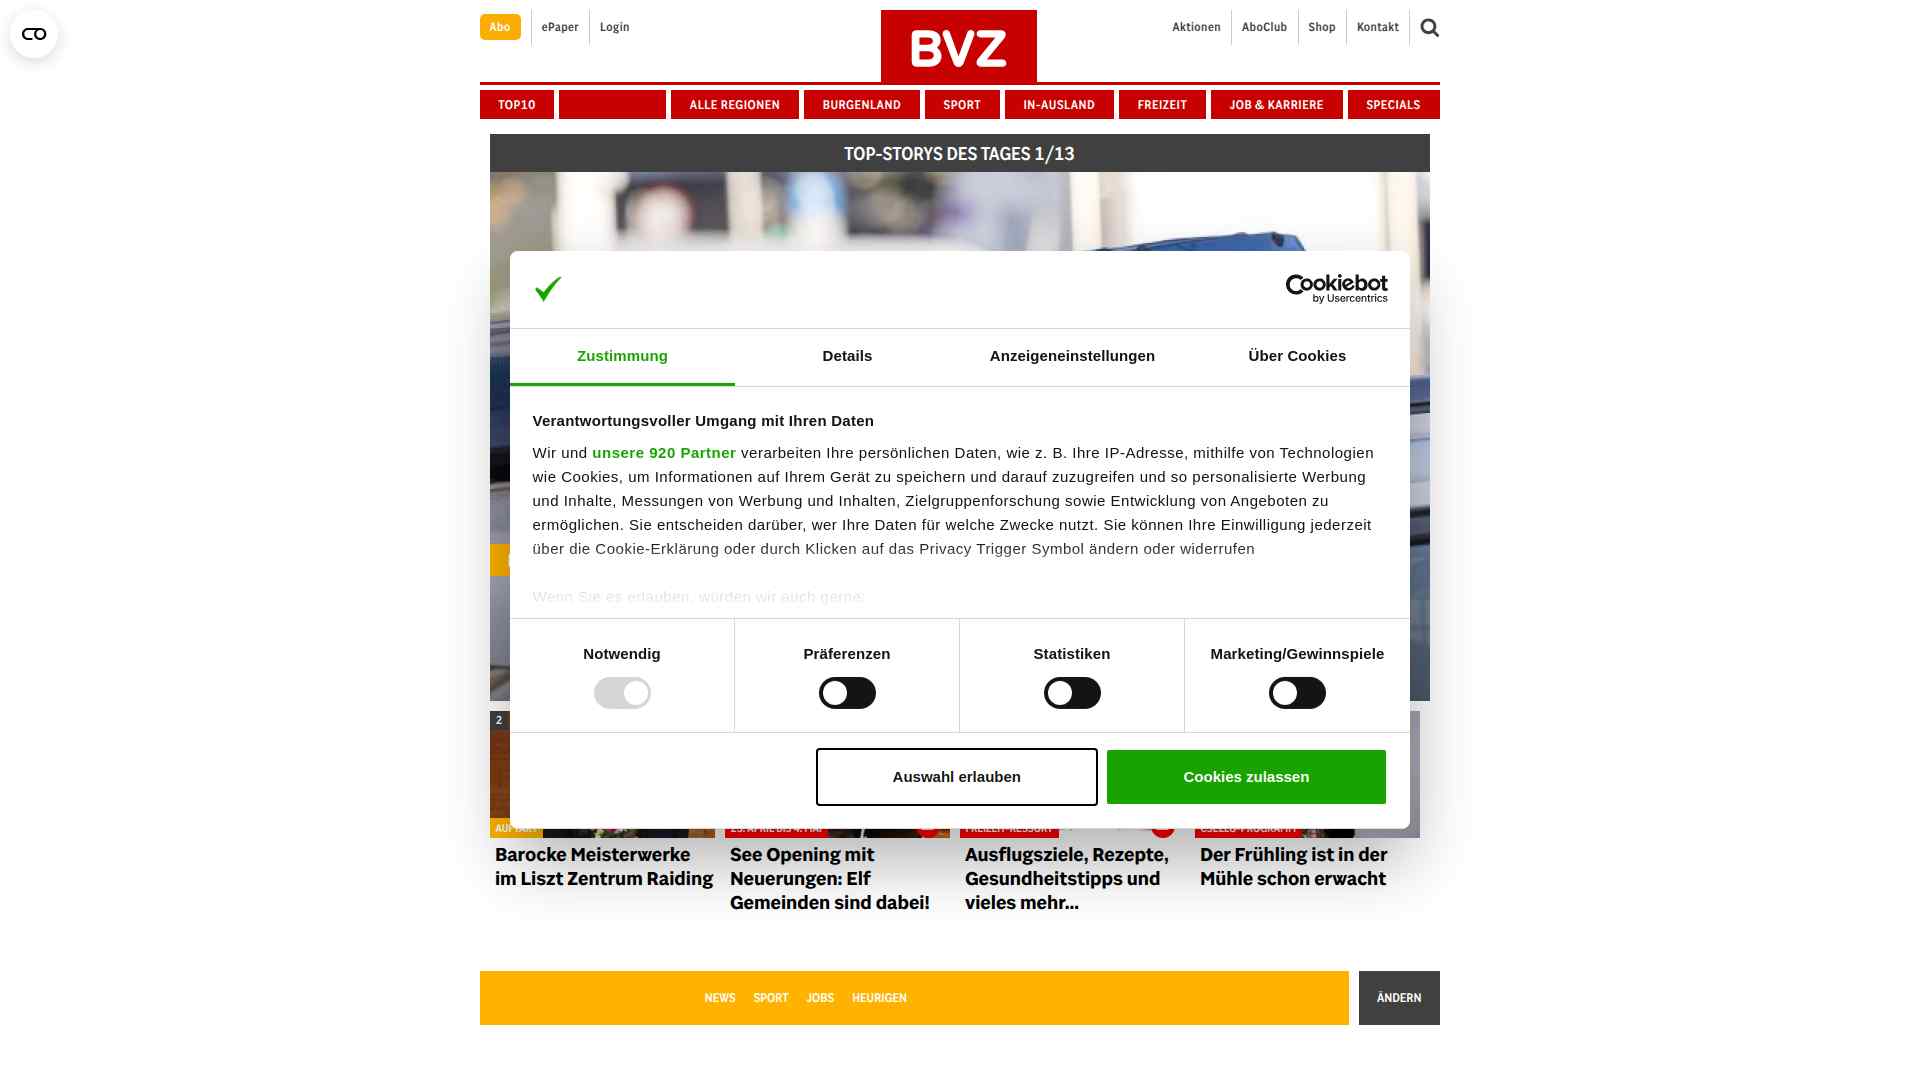 Abo
ePaper
Login
BVZ
Aktionen
AboClub
Shop
Kontakt
TOP10
ALLE REGIONEN
BURGENLAND
SPORT
IN-AUSLAND
FREIZEIT
JOB & KARRIERE
SPECIALS
TOP-STORYS DES TAGES 1/13
Cookiebot
by Usercentrics
Zustimmung
Details
Anzeigeneinstellungen
Über Cookies
Verantwortungsvoller Umgang mit Ihren Daten
Wir und unsere 920 Partner verarbeiten Ihre persönlichen Daten, wie z. B. Ihre IP-Adresse, mithilfe von Technologien
wie Cookies, um Informationen auf Ihrem Gerät zu speichern und darauf zuzugreifen und so personalisierte Werbung
und Inhalte, Messungen von Werbung und Inhalten, Zielgruppenforschung sowie Entwicklung von Angeboten zu
ermöglichen. Sie entscheiden darüber, wer Ihre Daten für welche Zwecke nutzt. Sie können Ihre Einwilligung jederzeit
über die Cookie-Erklärung oder durch Klicken auf das Privacy Trigger Symbol ändern oder widerrufen
Wenn Sie es erlauben, würden wir auch gerne:
Notwendig
Präferenzen
Statistiken
Marketing/Gewinnspiele
2
Auswahl erlauben
Cookies zulassen
Barocke Meisterwerke
im Liszt Zentrum Raiding
See Opening mit
Neuerungen: Elf
Gemeinden sind dabei!
Ausflugsziele, Rezepte,
Gesundheitstipps und
vieles mehr...
Der Frühling ist in der
Mühle schon erwacht
NEWS
SPORT
JOBS
HEURIGEN
ÄNDERN